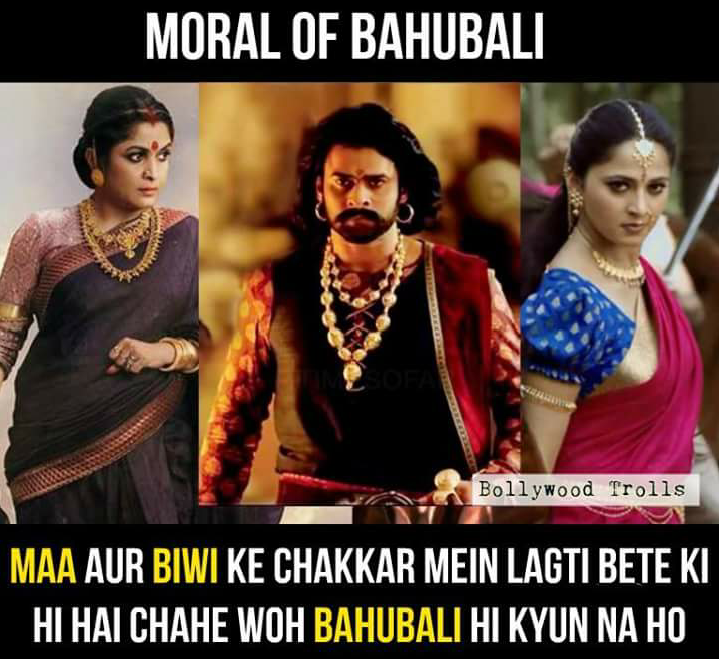 MORAL OF BAHUBALI
Bollywood Trolls
MAA AUR BIWI KE CHAKKAR MEIN LAGTI BETE KI
HI HAI CHAHE WOH BAHUBALI HI KYUN NA HO